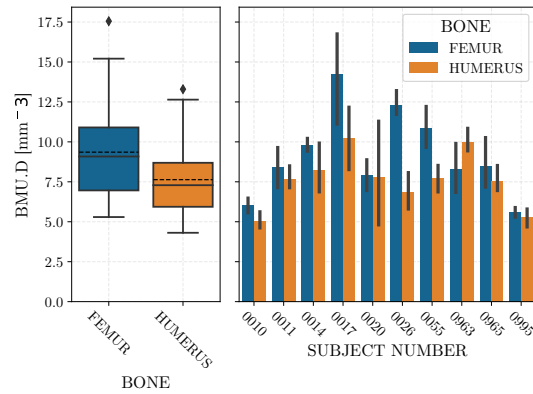 BMU.D [mm−3]
17.5
15.0
12.5
10.0
7.5
5.0
2.5
0.0
FEMUR
HUMERUS
BONE
BONE
FEMUR
HUMERUS
0010
0011
0014
0017
0020
0026
0055
0963
0965
0995
SUBJECT NUMBER